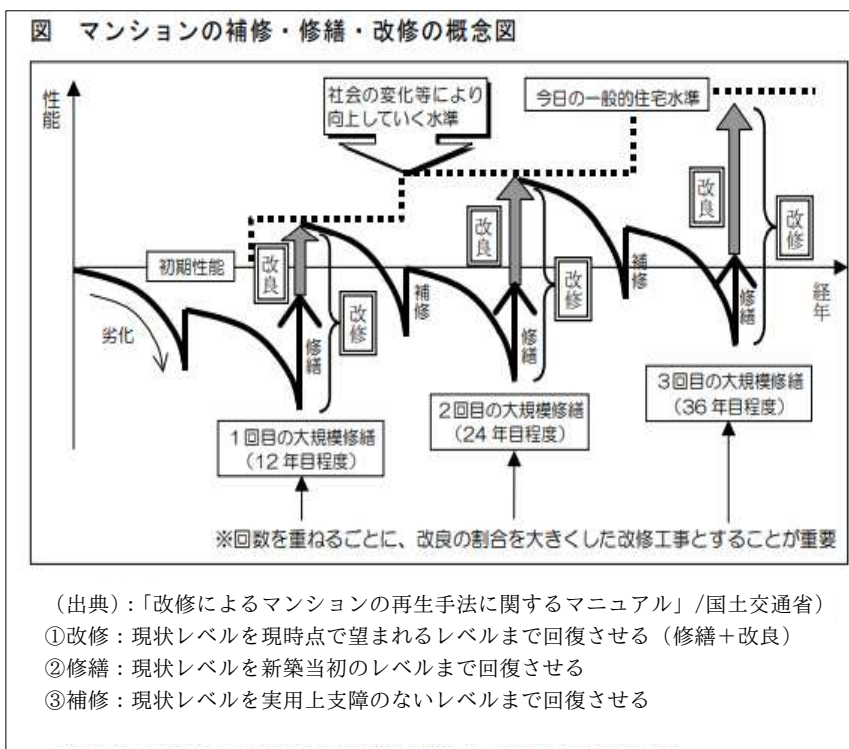 図 マンションの補修・修繕・改修の概念図
性能
社会の変化等により
向上していく水準
今日の一般的住宅水準
初期性能
改良
改良
改良
改修
改修
改修
補修
補修
劣化
修繕
修繕
修繕
経年
1回目の大規模修繕
(12年目程度)
2回目の大規模修繕
(24年目程度)
3回目の大規模修繕
(36年目程度)
※回数を重ねるごとに、改良の割合を大きくした改修工事とすることが重要
(出典):「改修によるマンションの再生手法に関するマニュアル」/国土交通省)
①改修:現状レベルを現時点で望まれるレベルまで回復させる(修繕+改良)
②修繕:現状レベルを新築当初のレベルまで回復させる
③補修:現状レベルを実用上支障のないレベルまで回復させる